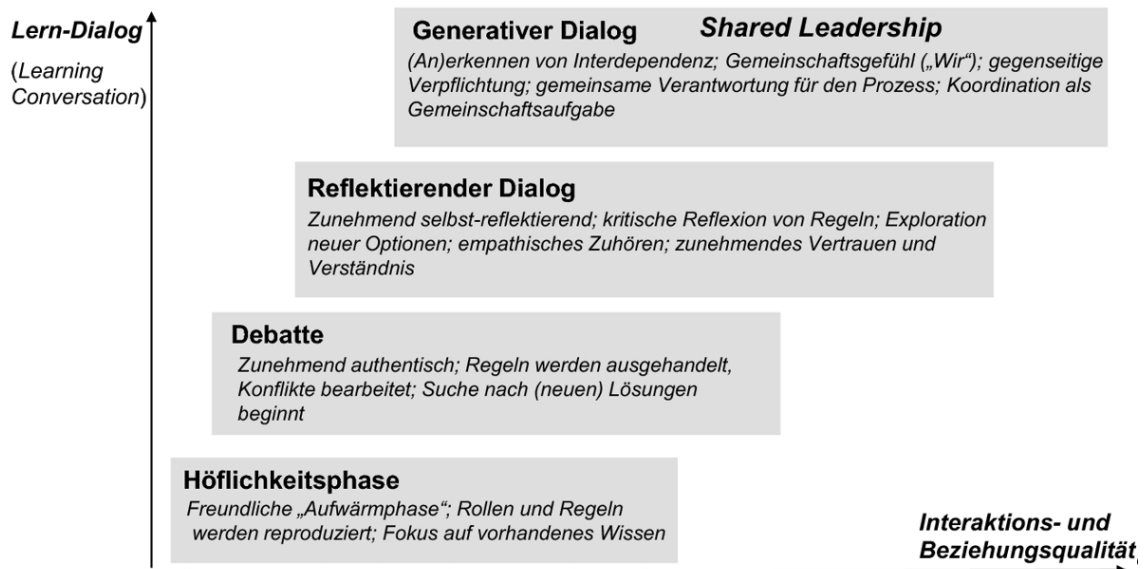 Lern-Dialog
(Learning
Conversation)
Generativer Dialog Shared Leadership
(An)erkennen von Interdependenz; Gemeinschaftsgefühl („Wir“); gegenseitige
Verpflichtung; gemeinsame Verantwortung für den Prozess; Koordination als
Gemeinschaftsaufgabe
Reflektierender Dialog
Zunehmend selbst-reflektierend; kritische Reflexion von Regeln; Exploration
neuer Optionen; empathisches Zuhören; zunehmendes Vertrauen und
Verständnis
Debatte
Zunehmend authentisch; Regeln werden ausgehandelt,
Konflikte bearbeitet; Suche nach (neuen) Lösungen
beginnt
Höflichkeitsphase
Freundliche „Aufwärmphase“; Rollen und Regeln
werden reproduziert; Fokus auf vorhandenes Wissen
Interaktions- und
Beziehungsqualität